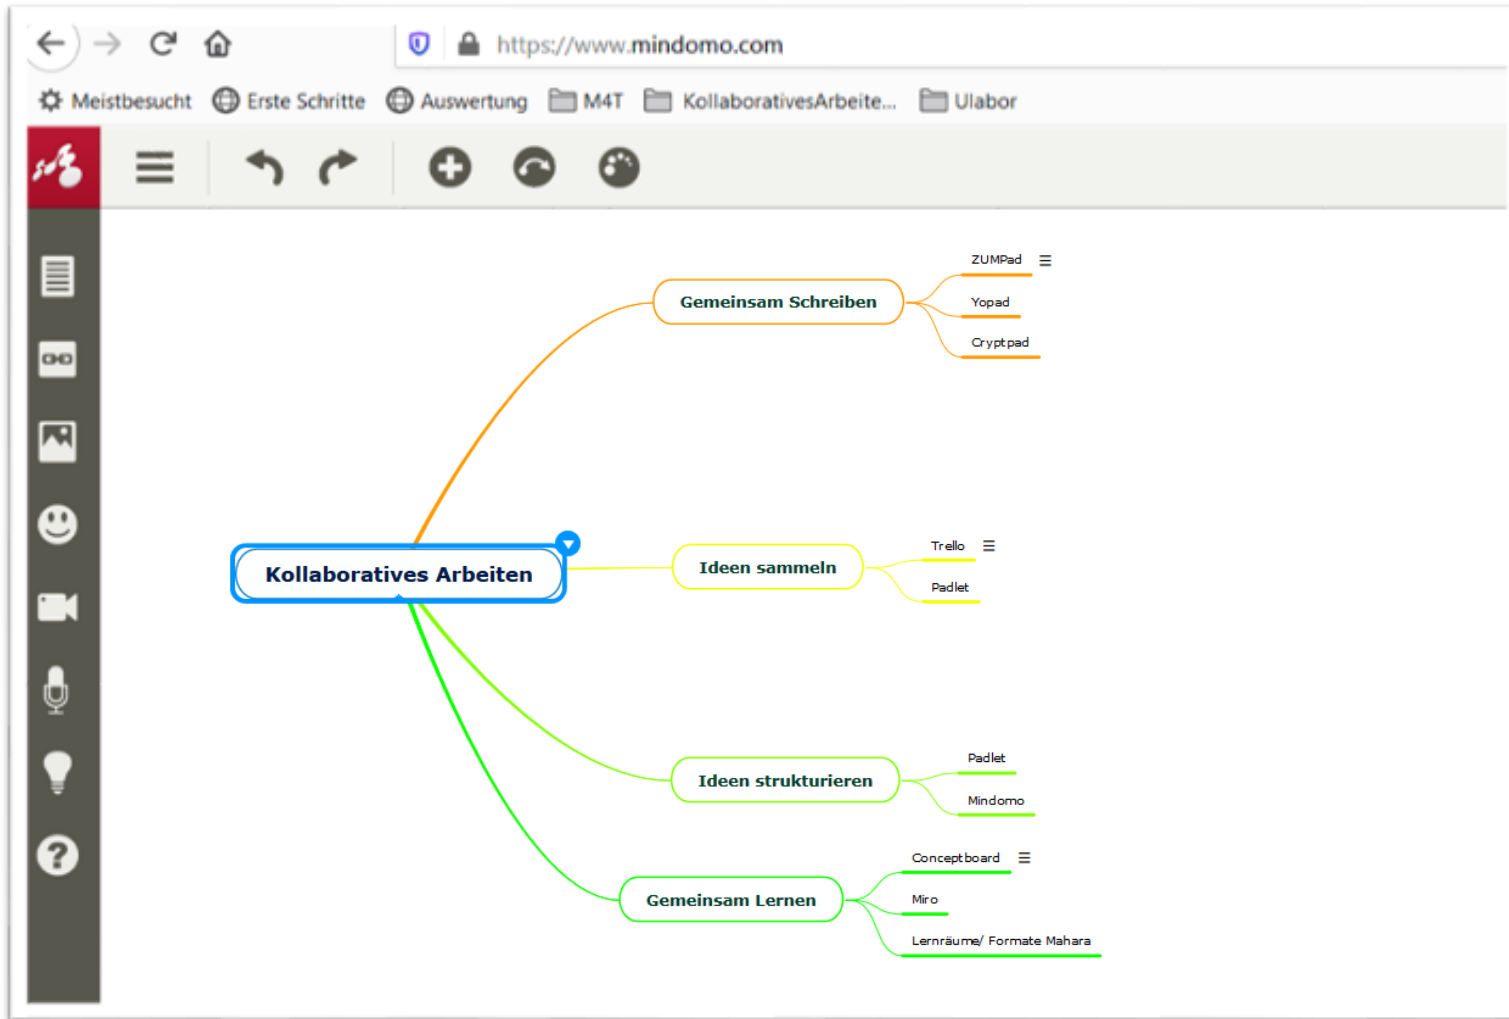 https://www.mindomo.com
Meistbesucht Erste Schritte Auswertung M4T KollaborativesArbeite... Ulabor
ZUMPad
Gemeinsam Schreiben
Yopad
Cryptpad
Trello
Kollaboratives Arbeiten
Ideen sammeln
Padlet
Padlet
Ideen strukturieren
Mindomo
Conceptboard
Gemeinsam Lernen
Miro
Lernräume/ Formate Mahara